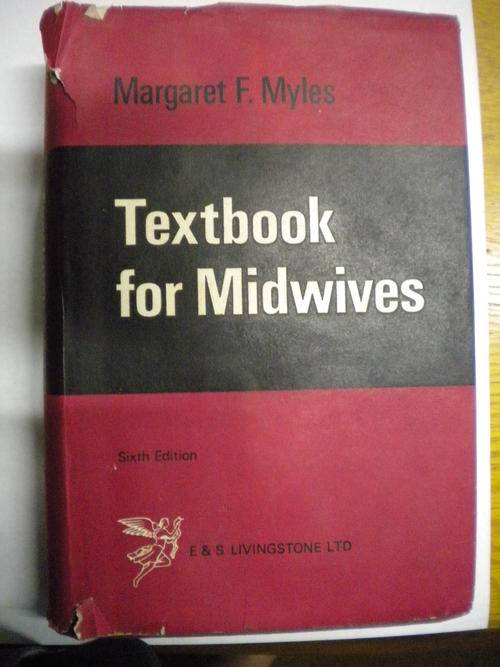 Margaret F. Myles
Textbook
for Midwives
Sixth Edition
E & S LIVINGSTONE LTD